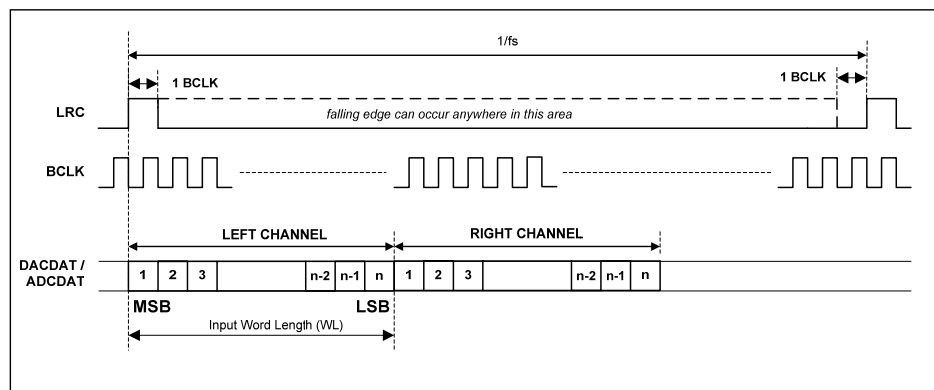 1/fs
1 BCLK
1 BCLK
LRC
falling edge can occur anywhere in this area
BCLK
LEFT CHANNEL
RIGHT CHANNEL
DACDAT /
ADCDAT
1 2 3 n-2 n-1 n 1 2 3 n-2 n-1 n
MSB LSB
Input Word Length (WL)